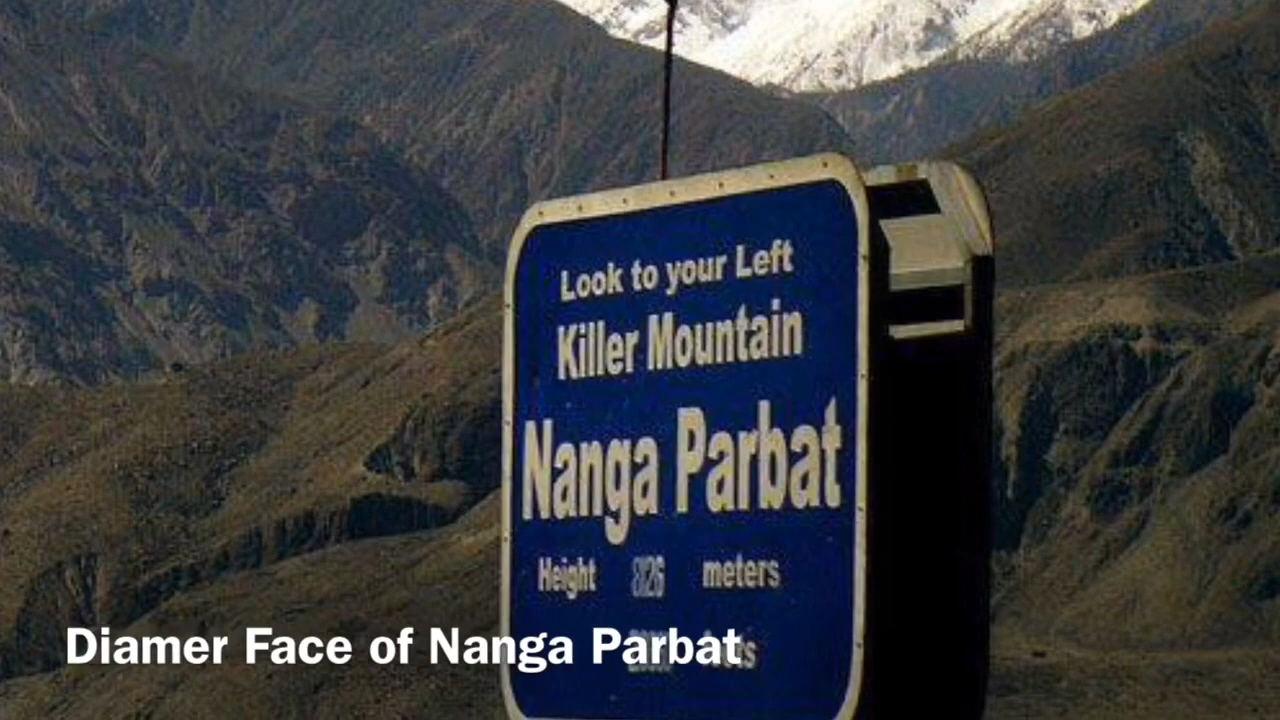 Look to your Left
Killer Mountain
Nanga Parbat
Height 8126 meters
Diamer Face of Nanga Parbat